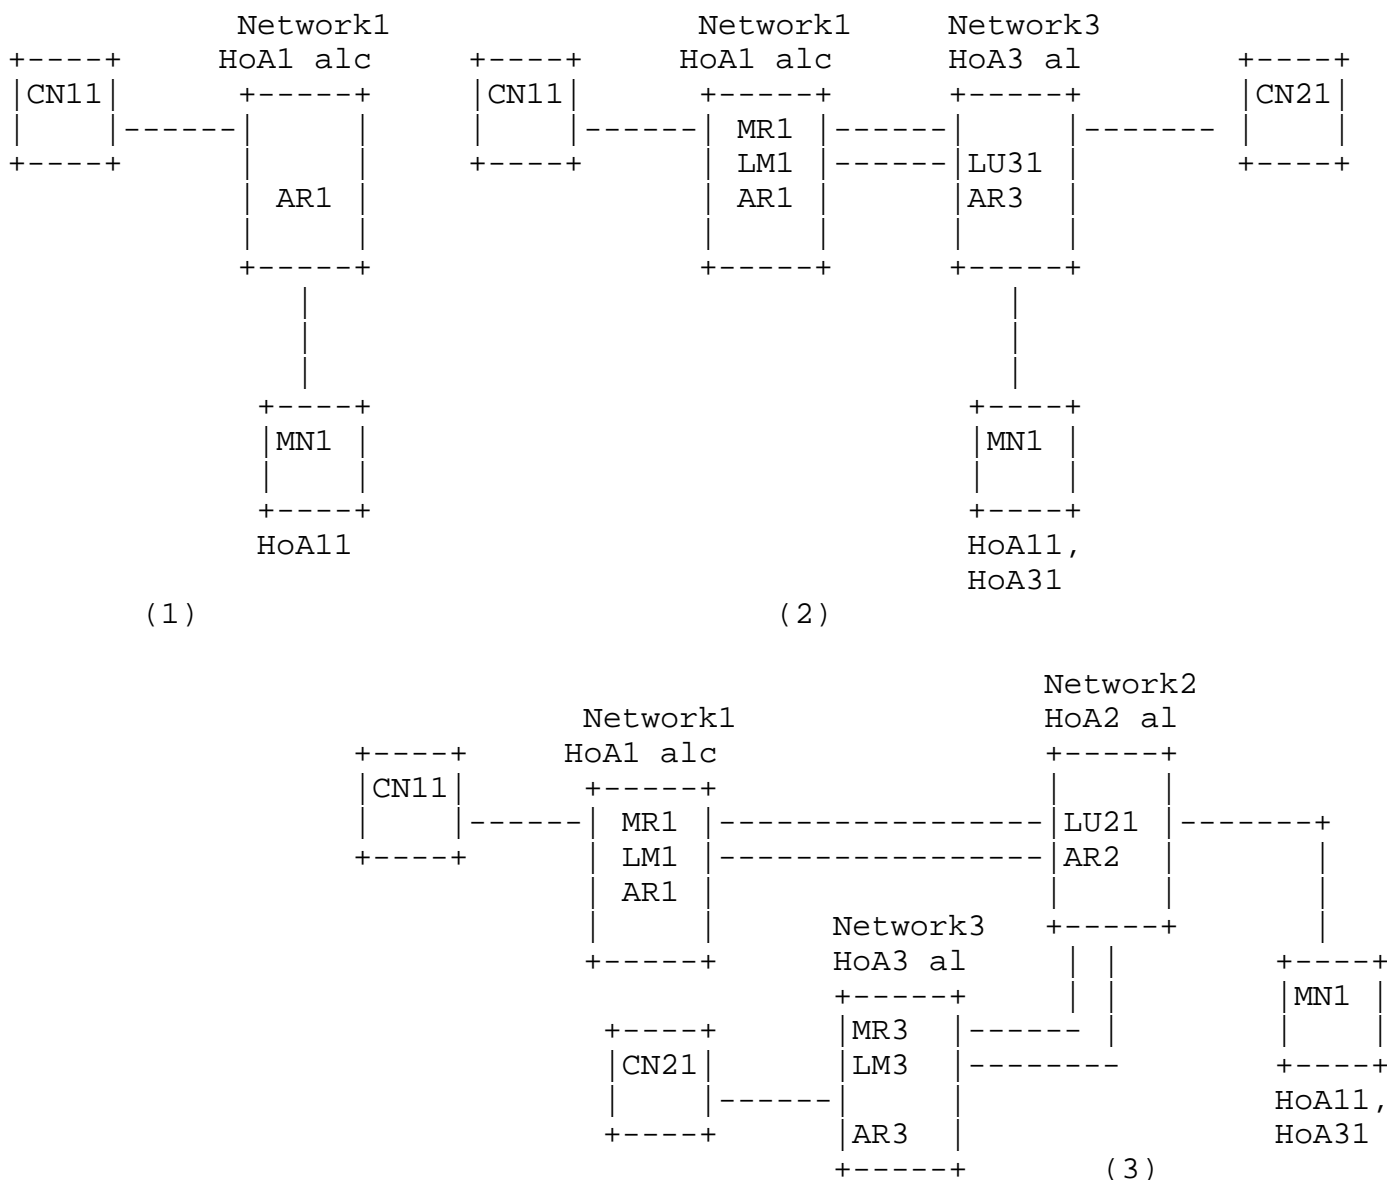 Network1 Network1 Network3
+----+ HoA1 alc +----+ HoA1 alc HoA3 al +----+
|CN11| +-----+ |CN11| +-----+ +-----+ |CN21|
| |------| | | |------| MR1 |------| |------- | |
+----+ | | +----+ | LM1 |------|LU31 | +----+
| AR1 | | AR1 | |AR3 |
| | | | | |
+-----+ +-----+ +-----+
| |
| |
| |
+----+ +----+
|MN1 | |MN1 |
| | | |
+----+ +----+
HoA11 HoA11,
HoA31
(1) (2)
Network2
Network1 HoA2 al
+----+ HoA1 alc +-----+
|CN11| +-----+ | |
| |------| MR1 |-----------------|LU21 |-------+
+----+ | LM1 |-----------------|AR2 | |
| AR1 | | | |
| | Network3 +-----+ |
+-----+ HoA3 al | | +----+
+-----+ | | |MN1 |
+----+ |MR3 |------ | | |
|CN21| |LM3 |-------- +----+
| |------| | HoA11,
+----+ |AR3 | HoA31
+-----+ (3)